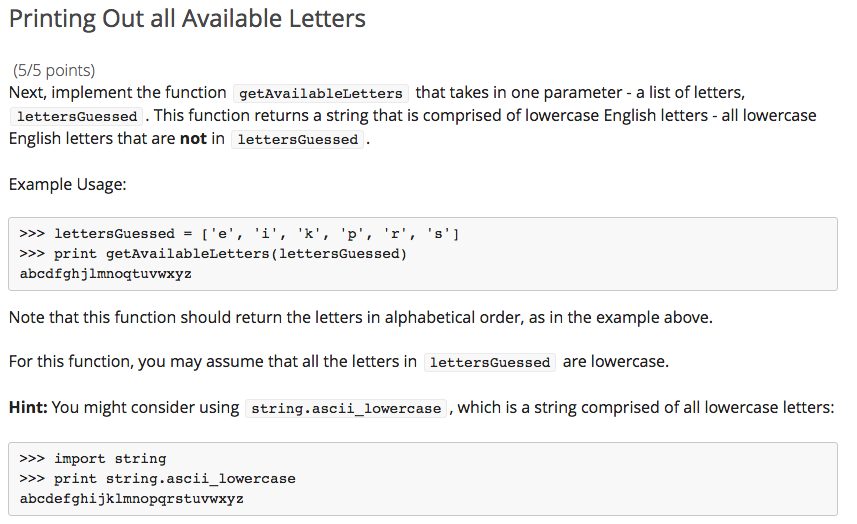 Printing Out all Available Letters
(5/5 points)
Next, implement the function getAvailableLetters that takes in one parameter - a list of letters,
lettersGuessed . This function returns a string that is comprised of lowercase English letters - all lowercase
English letters that are not in lettersGuessed .
Example Usage:
>>> lettersGuessed = ['e', 'i', 'k', 'p', 'r', 's']
>>> print getAvailableLetters(lettersGuessed)
abcdfghjlmnoqtuvwxyz
Note that this function should return the letters in alphabetical order, as in the example above.
For this function, you may assume that all the letters in lettersGuessed are lowercase.
Hint: You might consider using string.ascii_lowercase , which is a string comprised of all lowercase letters:
>>> import string
>>> print string.ascii_lowercase
abcdefghijklmnopqrstuvwxyz